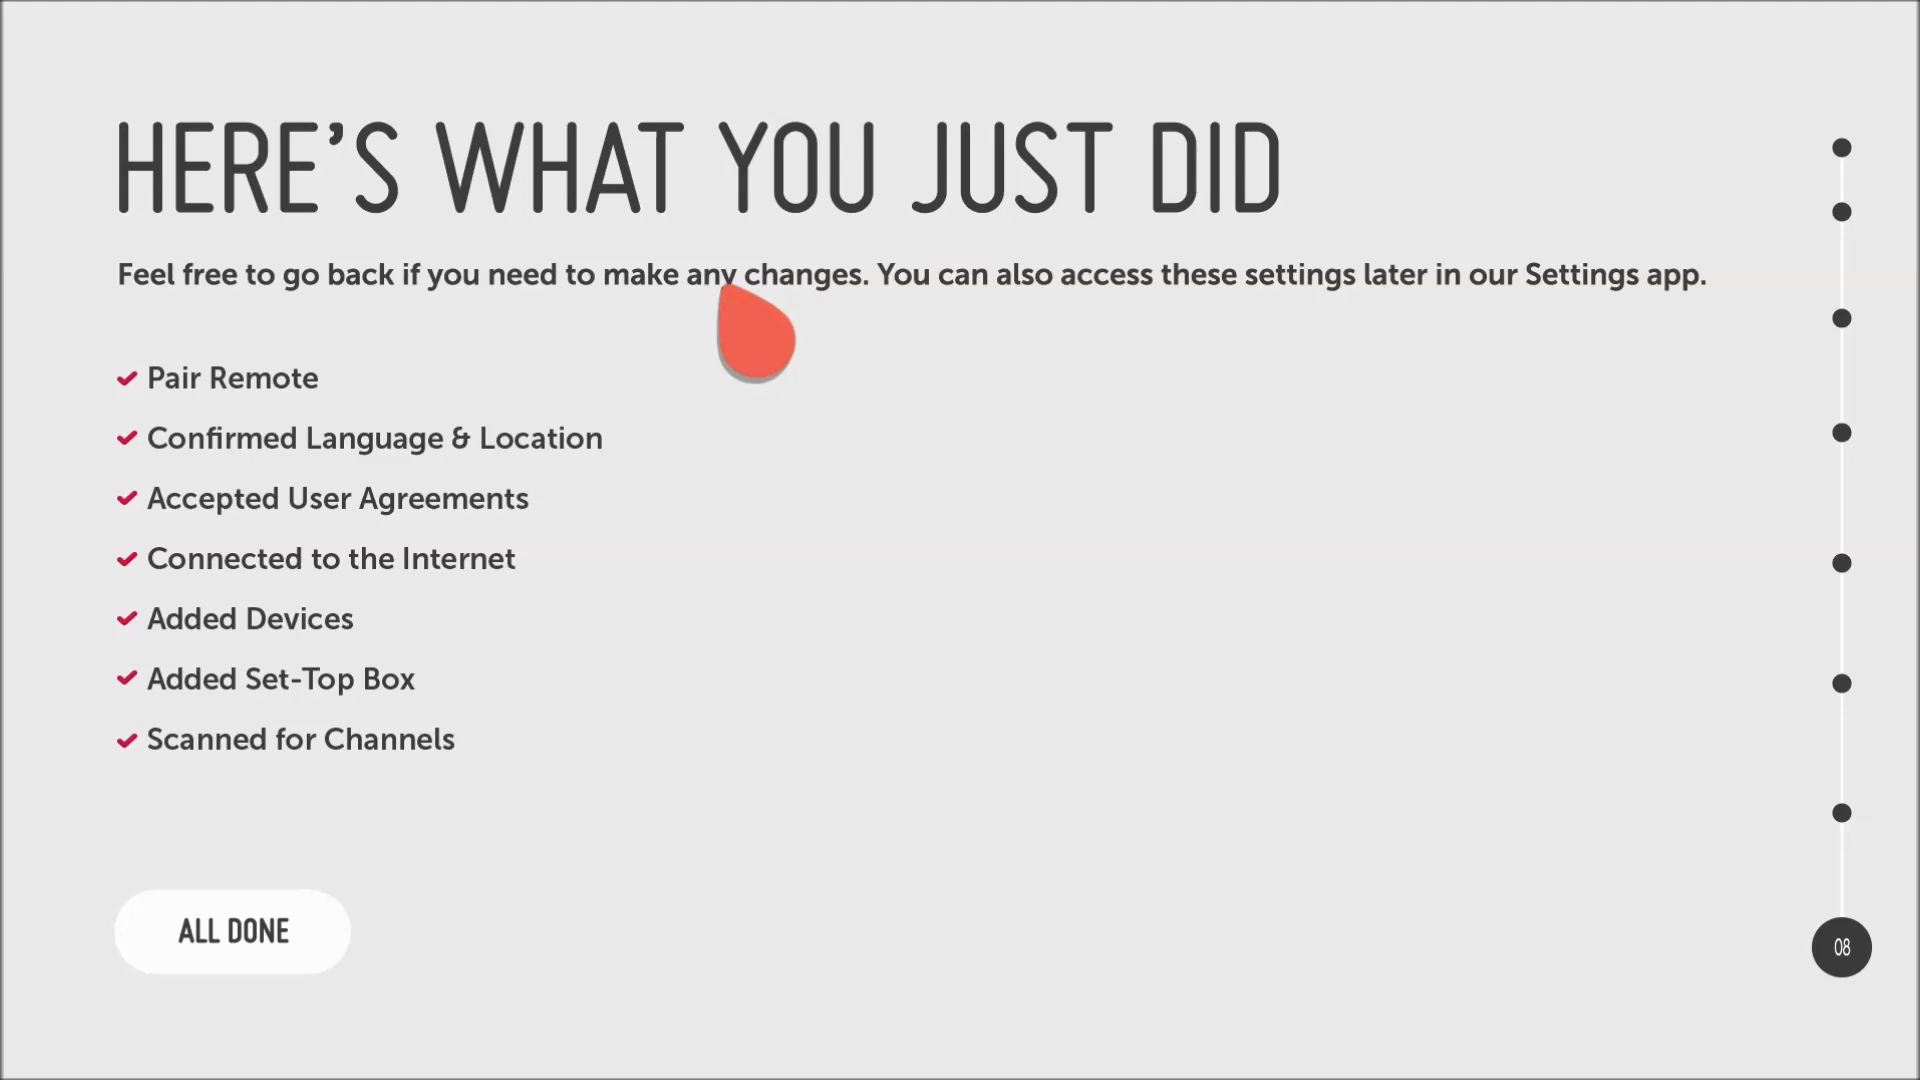 HERE’S WHAT YOU JUST DID
Feel free to go back if you need to make any changes. You can also access these settings later in our Settings app.
Pair Remote
Confirmed Language & Location
Accepted User Agreements
Connected to the Internet
Added Devices
Added Set-Top Box
Scanned for Channels
ALL DONE
08